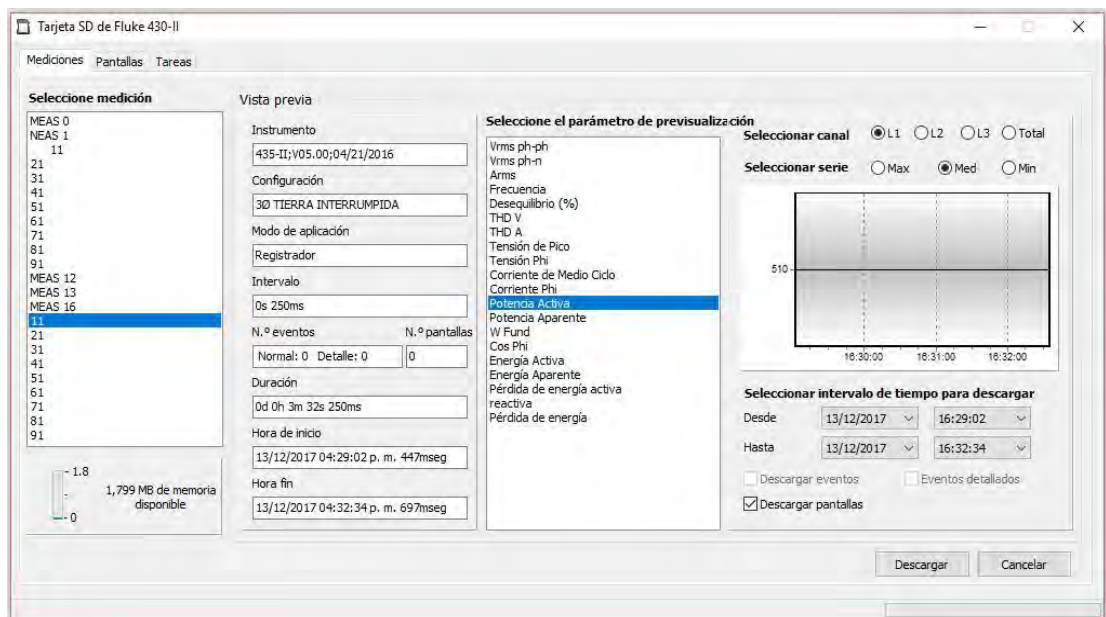 Tarjeta SD de Fluke 430-II
Mediciones Pantallas Tareas
Seleccione medición
MEAS 0
NEAS 1
11
21
31
41
51
61
71
81
91
MEAS 12
MEAS 13
MEAS 16
11
21
31
41
51
61
71
81
91
1.8
0
1,799 MB de memoria
disponible
Vista previa
Instrumento
435-II;V05.00;04/21/2016
Configuración
3Ø TIERRA INTERRUMPIDA
Modo de aplicación
Registrador
Intervalo
0s 250ms
N.º eventos N.º pantallas
Normal: 0 Detalle: 0 0
Duración
0d 0h 3m 32s 250ms
Hora de inicio
13/12/2017 04:29:02 p. m. 447mseg
Hora fin
13/12/2017 04:32:34 p. m. 697mseg
Seleccione el parámetro de previsualización
Vrms ph-ph
Vrms ph-n
Arms
Frecuencia
Desequilibrio (%)
THD V
THD A
Tensión de Pico
Tensión Phi
Corriente de Medio Ciclo
Corriente Phi
Potencia Activa
Potencia Aparente
W Fund
Cos Phi
Energía Activa
Energía Aparente
Pérdida de energía activa
reactiva
Pérdida de energía
Seleccionar canal L1 L2 L3 Total
Seleccionar serie Max Med Min
510
16:30:00 16:31:00 16:32:00
Seleccionar intervalo de tiempo para descargar
Desde 13/12/2017 16:29:02
Hasta 13/12/2017 16:32:34
Descargar eventos Eventos detallados
Descargar pantallas
Descargar Cancelar